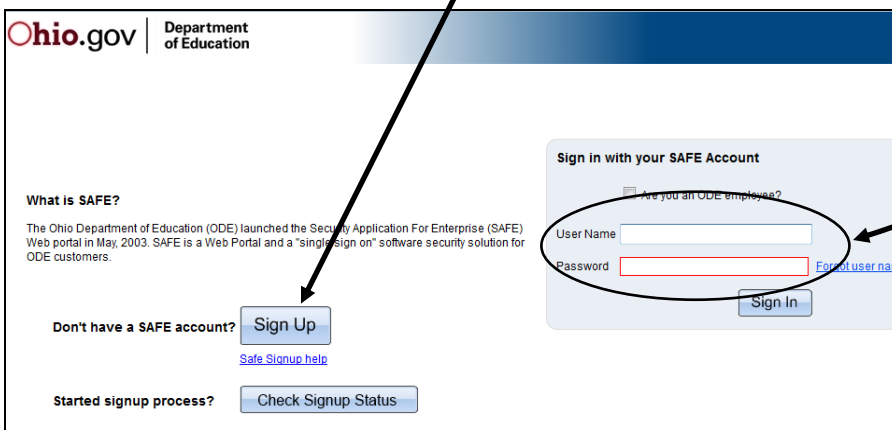 Ohio.gov
Department
of Education
Sign in with your SAFE Account
Are you an ODE employee?
What is SAFE?
The Ohio Department of Education (ODE) launched the Security Application For Enterprise (SAFE)
Web portal in May, 2003. SAFE is a Web Portal and a "single sign on" software security solution for
ODE customers.
User Name
Password
Forgot user
Sign In
Don't have a SAFE account?
Sign Up
Safe Signup help
Started signup process?
Check Signup Status